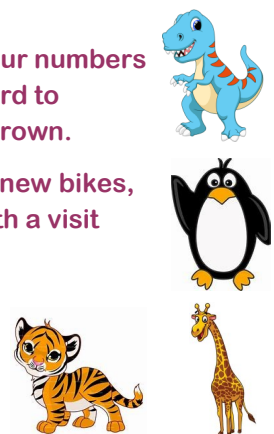 ur numbers
rd to
rown.
new bikes,
th a visit